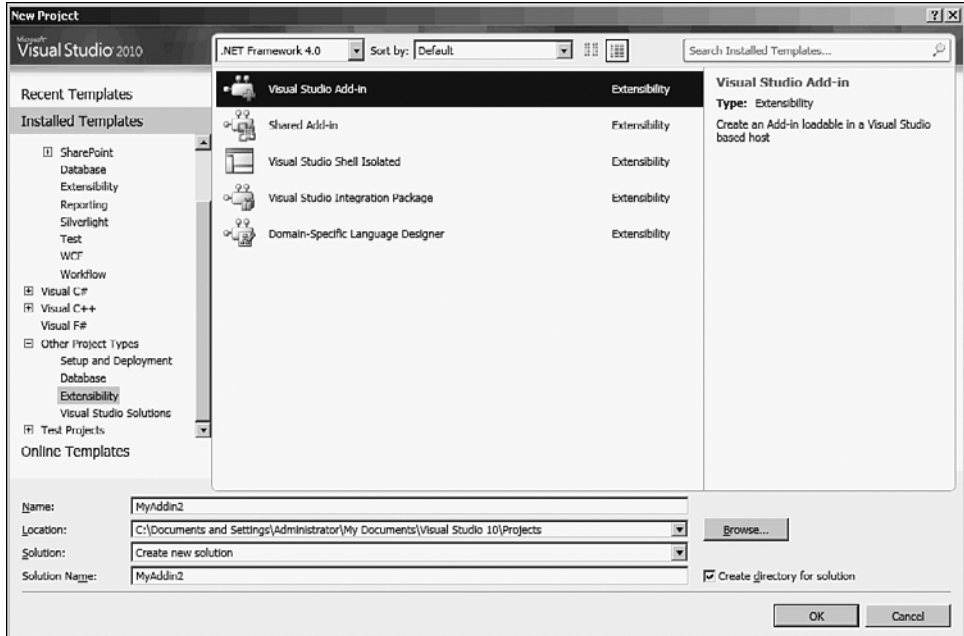 New Project
Microsoft
Visual Studio 2010
.NET Framework 4.0
Sort by: Default
Search Installed Templates...
Recent Templates
Installed Templates
SharePoint
Database
Extensibility
Reporting
Silverlight
Test
WCF
Workflow
Visual C#
Visual C++
Visual F#
Other Project Types
Setup and Deployment
Database
Extensibility
Visual Studio Solutions
Test Projects
Online Templates
Visual Studio Add-in Extensibility
Shared Add-in Extensibility
Visual Studio Shell Isolated Extensibility
Visual Studio Integration Package Extensibility
Domain-Specific Language Designer Extensibility
Visual Studio Add-in
Type: Extensibility
Create an Add-in loadable in a Visual Studio
based host
Name: MyAddin2
Location: C:\Documents and Settings\Administrator\My Documents\Visual Studio 10\Projects
Browse...
Solution: Create new solution
Solution Name: MyAddin2
Create directory for solution
OK Cancel